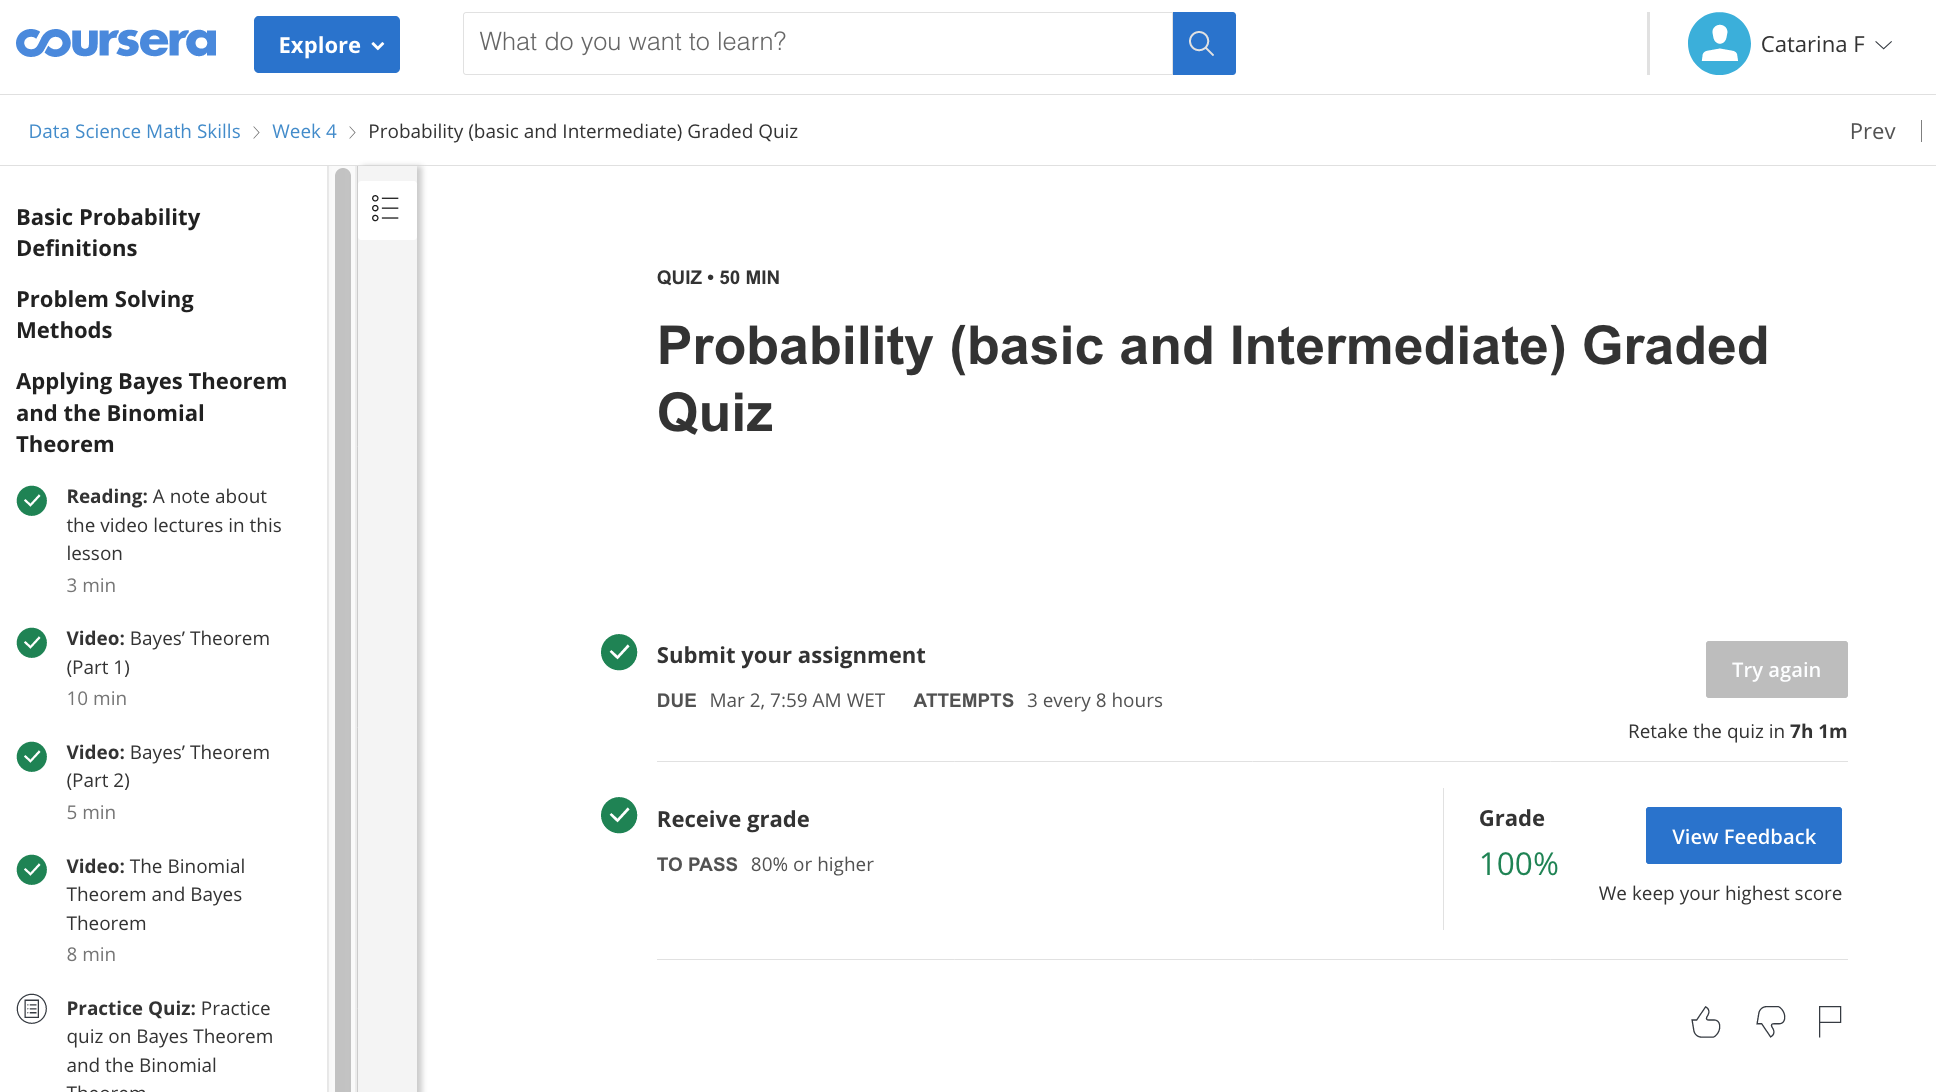 coursera
Explore
What do you want to learn?
Catarina F
Data Science Math Skills > Week 4 > Probability (basic and Intermediate) Graded Quiz
Prev |
Basic Probability
Definitions
Problem Solving
Methods
Applying Bayes Theorem
and the Binomial
Theorem
Reading: A note about
the video lectures in this
lesson
3 min
Video: Bayes’ Theorem
(Part 1)
10 min
Video: Bayes’ Theorem
(Part 2)
5 min
Video: The Binomial
Theorem and Bayes
Theorem
8 min
Practice Quiz: Practice
quiz on Bayes Theorem
and the Binomial
Theorem
QUIZ • 50 MIN
Probability (basic and Intermediate) Graded
Quiz
Submit your assignment
DUE Mar 2, 7:59 AM WET ATTEMPTS 3 every 8 hours
Try again
Retake the quiz in 7h 1m
Receive grade
TO PASS 80% or higher
Grade
100%
View Feedback
We keep your highest score